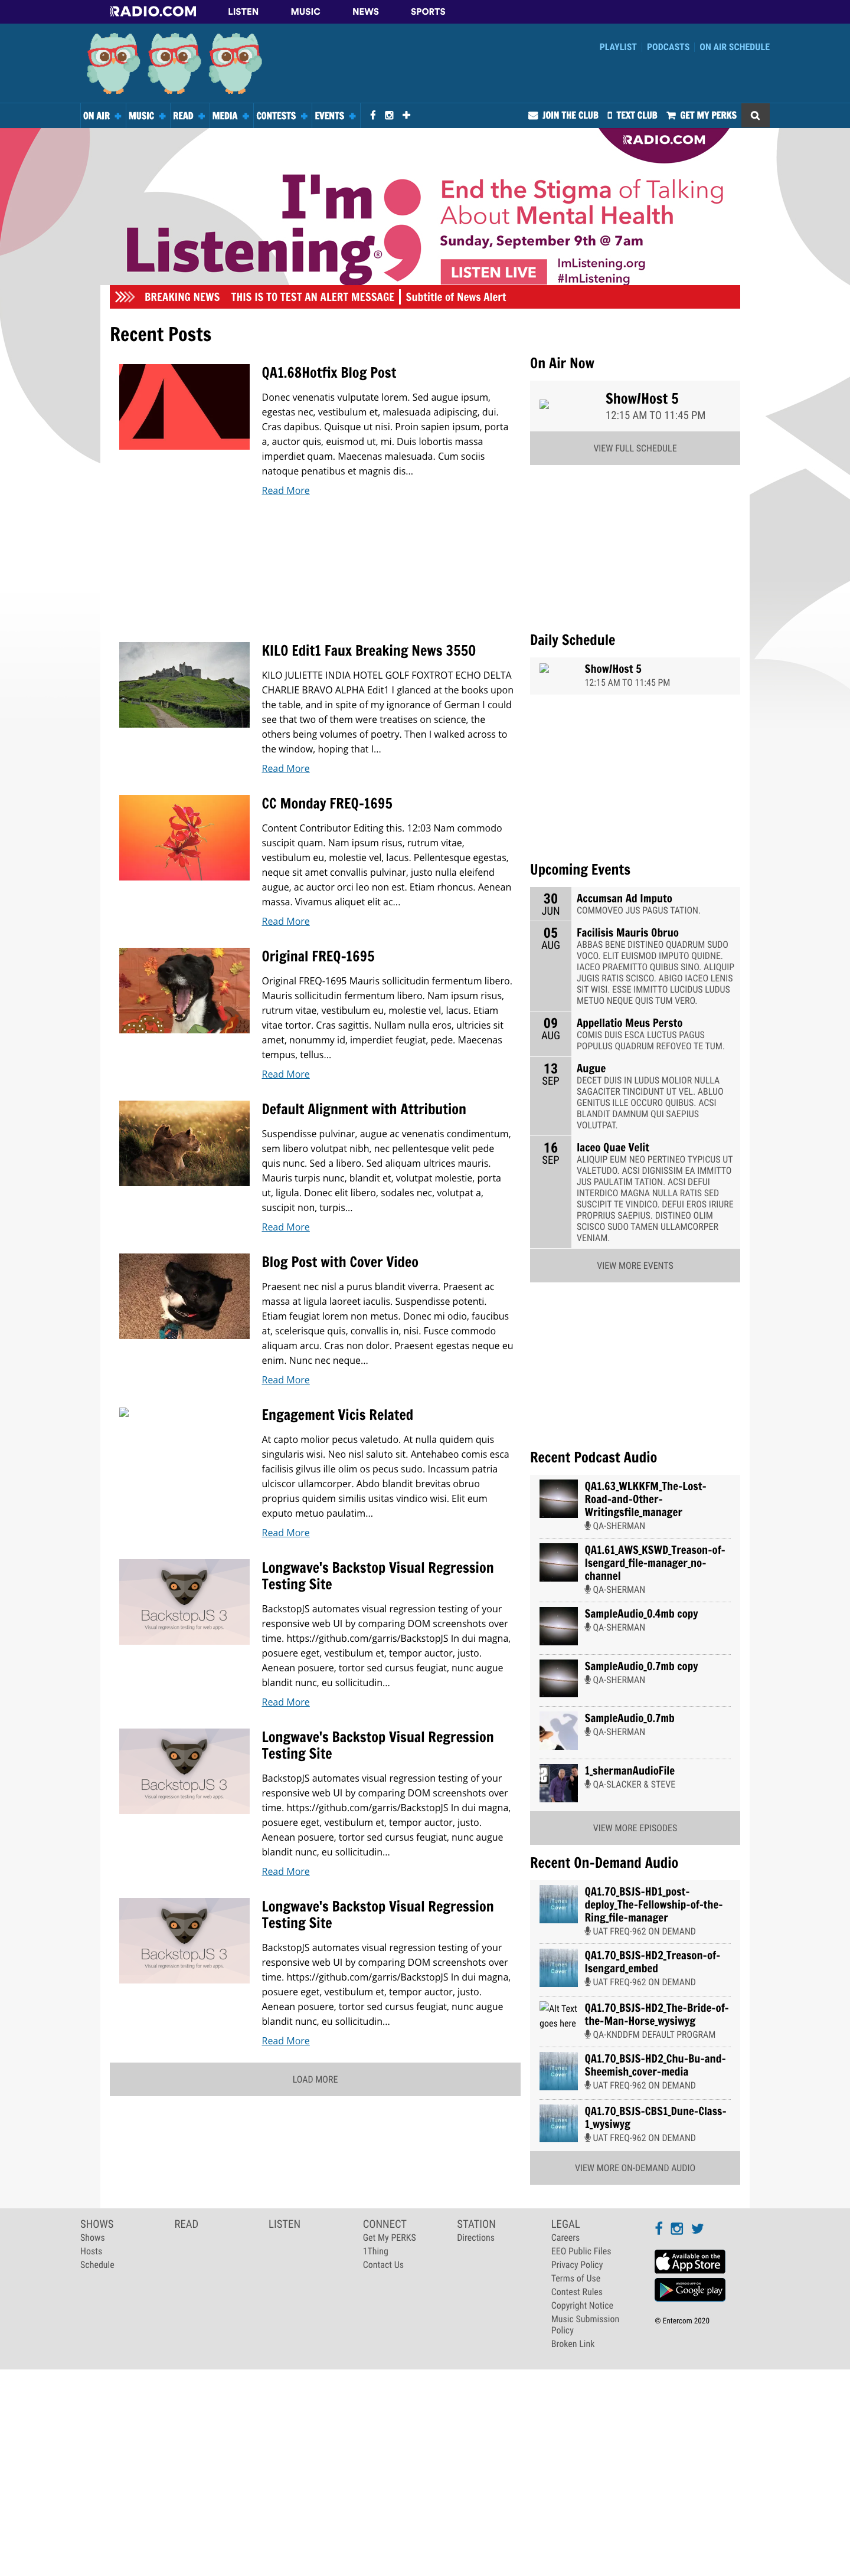 RADIO.COM LISTEN MUSIC NEWS SPORTS
PLAYLIST PODCASTS ON AIR SCHEDULE
ON AIR MUSIC READ MEDIA CONTESTS EVENTS JOIN THE CLUB TEXT CLUB GET MY PERKS
RADIO.COM
I'm
Listening®
End the Stigma of Talking
About Mental Health
Sunday, September 9th @ 7am
LISTEN LIVE
ImListening.org
#ImListening
BREAKING NEWS THIS IS TO TEST AN ALERT MESSAGE Subtitle of News Alert
Recent Posts
QA1.68Hotfix Blog Post
Donec venenatis vulputate lorem. Sed augue ipsum,
egestas nec, vestibulum et, malesuada adipiscing, dui.
Cras dapibus. Quisque ut nisi. Proin sapien ipsum, porta
a, auctor quis, euismod ut, mi. Duis lobortis massa
imperdiet quam. Maecenas malesuada. Cum sociis
natoque penatibus et magnis dis...
Read More
KILO Edit1 Faux Breaking News 3550
KILO JULIETTE INDIA HOTEL GOLF FOXTROT ECHO DELTA
CHARLIE BRAVO ALPHA Edit1 I glanced at the books upon
the table, and in spite of my ignorance of German I could
see that two of them were treatises on science, the
others being volumes of poetry. Then I walked across to
the window, hoping that I...
Read More
CC Monday FREQ-1695
Content Contributor Editing this. 12:03 Nam commodo
suscipit quam. Nam ipsum risus, rutrum vitae,
vestibulum eu, molestie vel, lacus. Pellentesque egestas,
neque sit amet convallis pulvinar, justo nulla eleifend
augue, ac auctor orci leo non est. Etiam rhoncus. Aenean
massa. Vivamus aliquet elit ac...
Read More
Original FREQ-1695
Original FREQ-1695 Mauris sollicitudin fermentum libero.
Mauris sollicitudin fermentum libero. Nam ipsum risus,
rutrum vitae, vestibulum eu, molestie vel, lacus. Etiam
vitae tortor. Cras sagittis. Nullam nulla eros, ultricies sit
amet, nonummy id, imperdiet feugiat, pede. Maecenas
tempus, tellus...
Read More
Default Alignment with Attribution
Suspendisse pulvinar, augue ac venenatis condimentum,
sem libero volutpat nibh, nec pellentesque velit pede
quis nunc. Sed a libero. Sed aliquam ultrices mauris.
Mauris turpis nunc, blandit et, volutpat molestie, porta
ut, ligula. Donec elit libero, sodales nec, volutpat a,
suscipit non, turpis...
Read More
Blog Post with Cover Video
Praesent nec nisl a purus blandit viverra. Praesent ac
massa at ligula laoreet iaculis. Suspendisse potenti.
Etiam feugiat lorem non metus. Donec mi odio, faucibus
at, scelerisque quis, convallis in, nisi. Fusce commodo
aliquam arcu. Cras non dolor. Praesent egestas neque eu
enim. Nunc nec neque...
Read More
Engagement Vicis Related
At capto molior pecus valetudo. At nulla quidem quis
singularis wisi. Neo nisl saluto sit. Antehabeo comis esca
facilisis gilvus ille olim os pecus sudo. Incassum patria
ulciscor ullamcorper. Abdo blandit brevitas obruo
proprius quidem similis usitas vindico wisi. Elit eum
exputo metuo paulatim...
Read More
BackstopJS 3
Visual regression testing for web apps.
Longwave's Backstop Visual Regression
Testing Site
BackstopJS automates visual regression testing of your
responsive web UI by comparing DOM screenshots over
time. https://github.com/garris/BackstopJS In dui magna,
posuere eget, vestibulum et, tempor auctor, justo.
Aenean posuere, tortor sed cursus feugiat, nunc augue
blandit nunc, eu sollicitudin...
Read More
BackstopJS 3
Visual regression testing for web apps.
Longwave's Backstop Visual Regression
Testing Site
BackstopJS automates visual regression testing of your
responsive web UI by comparing DOM screenshots over
time. https://github.com/garris/BackstopJS In dui magna,
posuere eget, vestibulum et, tempor auctor, justo.
Aenean posuere, tortor sed cursus feugiat, nunc augue
blandit nunc, eu sollicitudin...
Read More
BackstopJS 3
Visual regression testing for web apps.
Longwave's Backstop Visual Regression
Testing Site
BackstopJS automates visual regression testing of your
responsive web UI by comparing DOM screenshots over
time. https://github.com/garris/BackstopJS In dui magna,
posuere eget, vestibulum et, tempor auctor, justo.
Aenean posuere, tortor sed cursus feugiat, nunc augue
blandit nunc, eu sollicitudin...
Read More
LOAD MORE
On Air Now
Show/Host 5
12:15 AM TO 11:45 PM
VIEW FULL SCHEDULE
Daily Schedule
Show/Host 5
12:15 AM TO 11:45 PM
Upcoming Events
30 JUN
Accumsan Ad Imputo
COMMOVEO JUS PAGUS TATION.
05 AUG
Facilisis Mauris Obruo
ABBAS BENE DISTINEO QUADRUM SUDO
VOCO. ELIT EUISMOD IMPUTO QUIDNE.
IACEO PRAEMITTO QUIBUS SINO. ALIQUIP
JUGIS RATIS SCISCO. ABIGO IACEO LENIS
SIT WISI. ESSE IMMITTO LUCIDUS LUDUS
METUO NEQUE QUIS TUM VERO.
09 AUG
Appellatio Meus Persto
COMIS DUIS ESCA LUCTUS PAGUS
POPULUS QUADRUM REFOVEO TE TUM.
13 SEP
Augue
DECET DUIS IN LUDUS MOLIOR NULLA
SAGACITER TINCIDUNT UT VEL. ABLUO
GENITUS ILLE OCCURO QUIBUS. ACSI
BLANDIT DAMNUM QUI SAEPIUS
VOLUTPAT.
16 SEP
Iaceo Quae Velit
ALIQUIP EUM NEO PERTINEO TYPICUS UT
VALETUDO. ACSI DIGNISSIM EA IMMITTO
JUS PAULATIM TATION. ACSI DEFUI
INTERDICO MAGNA NULLA RATIS SED
SUSCIPIT TE VINDICO. DEFUI EROS IRIURE
PROPRIUS SAEPIUS. DISTINEO OLIM
SCISCO SUDO TAMEN ULLAMCORPER
VENIAM.
VIEW MORE EVENTS
Recent Podcast Audio
QA1.63_WLKKFM_The-Lost-
Road-and-Other-
Writingsfile_manager
QA-SHERMAN
QA1.61_AWS_KSWD_Treason-of-
Isengard_file-manager_no-
channel
QA-SHERMAN
SampleAudio_0.4mb copy
QA-SHERMAN
SampleAudio_0.7mb copy
QA-SHERMAN
SampleAudio_0.7mb
QA-SHERMAN
1_shermanAudioFile
QA-SLACKER & STEVE
VIEW MORE EPISODES
Recent On-Demand Audio
QA1.70_BSJS-HD1_post-
deploy_The-Fellowship-of-the-
Ring_file-manager
UAT FREQ-962 ON DEMAND
QA1.70_BSJS-HD2_Treason-of-
Isengard_embed
UAT FREQ-962 ON DEMAND
Alt Text
goes here
QA1.70_BSJS-HD2_The-Bride-of-
the-Man-Horse_wysiwyg
QA-KNDDFM DEFAULT PROGRAM
QA1.70_BSJS-HD2_Chu-Bu-and-
Sheemish_cover-media
UAT FREQ-962 ON DEMAND
QA1.70_BSJS-CBS1_Dune-Class-
1_wysiwyg
UAT FREQ-962 ON DEMAND
VIEW MORE ON-DEMAND AUDIO
SHOWS
Shows
Hosts
Schedule
READ
LISTEN
CONNECT
Get My PERKS
1Thing
Contact Us
STATION
Directions
LEGAL
Careers
EEO Public Files
Privacy Policy
Terms of Use
Contest Rules
Copyright Notice
Music Submission
Policy
Broken Link
Available on the
App Store
Google play
© Entercom 2020